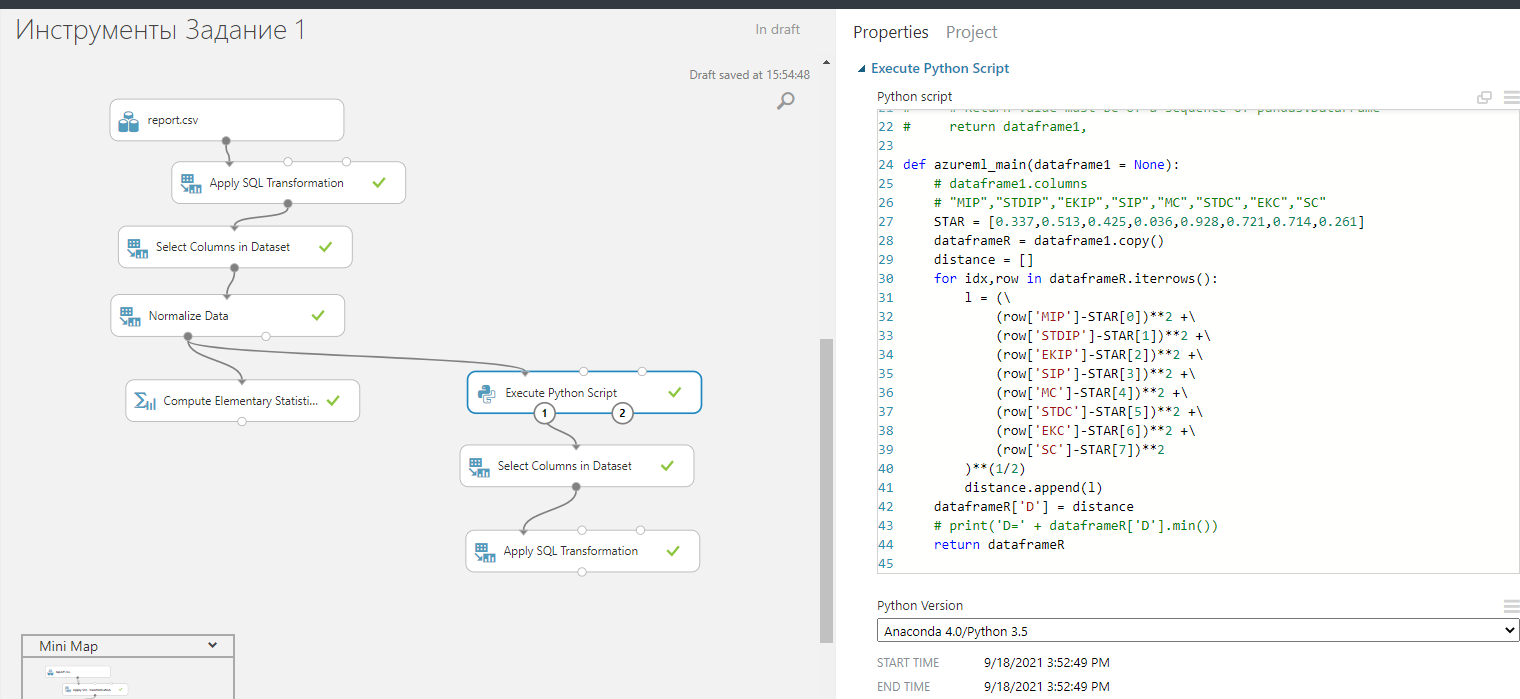 Инструменты Задание 1
In draft
Draft saved at 15:54:48
report.csv
Apply SQL Transformation
Select Columns in Dataset
Normalize Data
Compute Elementary Statisti...
Execute Python Script
1
2
Select Columns in Dataset
Apply SQL Transformation
Mini Map
Properties Project
Execute Python Script
Python script
21 # # Return value must be of a sequence of pandas.DataFrame
22 # return dataframe1,
23
24 def azureml_main(dataframe1 = None):
25 # dataframe1.columns
26 # "MIP","STDIP","EKIP","SIP","MC","STDC","EKC","SC"
27 STAR = [0.337,0.513,0.425,0.036,0.928,0.721,0.714,0.261]
28 dataframeR = dataframe1.copy()
29 distance = []
30 for idx,row in dataframeR.iterrows():
31 l = (\
32 (row['MIP']-STAR[0])**2 +\
33 (row['STDIP']-STAR[1])**2 +\
34 (row['EKIP']-STAR[2])**2 +\
35 (row['SIP']-STAR[3])**2 +\
36 (row['MC']-STAR[4])**2 +\
37 (row['STDC']-STAR[5])**2 +\
38 (row['EKC']-STAR[6])**2 +\
39 (row['SC']-STAR[7])**2
40 )**(1/2)
41 distance.append(l)
42 dataframeR['D'] = distance
43 # print('D=' + dataframeR['D'].min())
44 return dataframeR
45
Python Version
Anaconda 4.0/Python 3.5
START TIME 9/18/2021 3:52:49 PM
END TIME 9/18/2021 3:52:49 PM